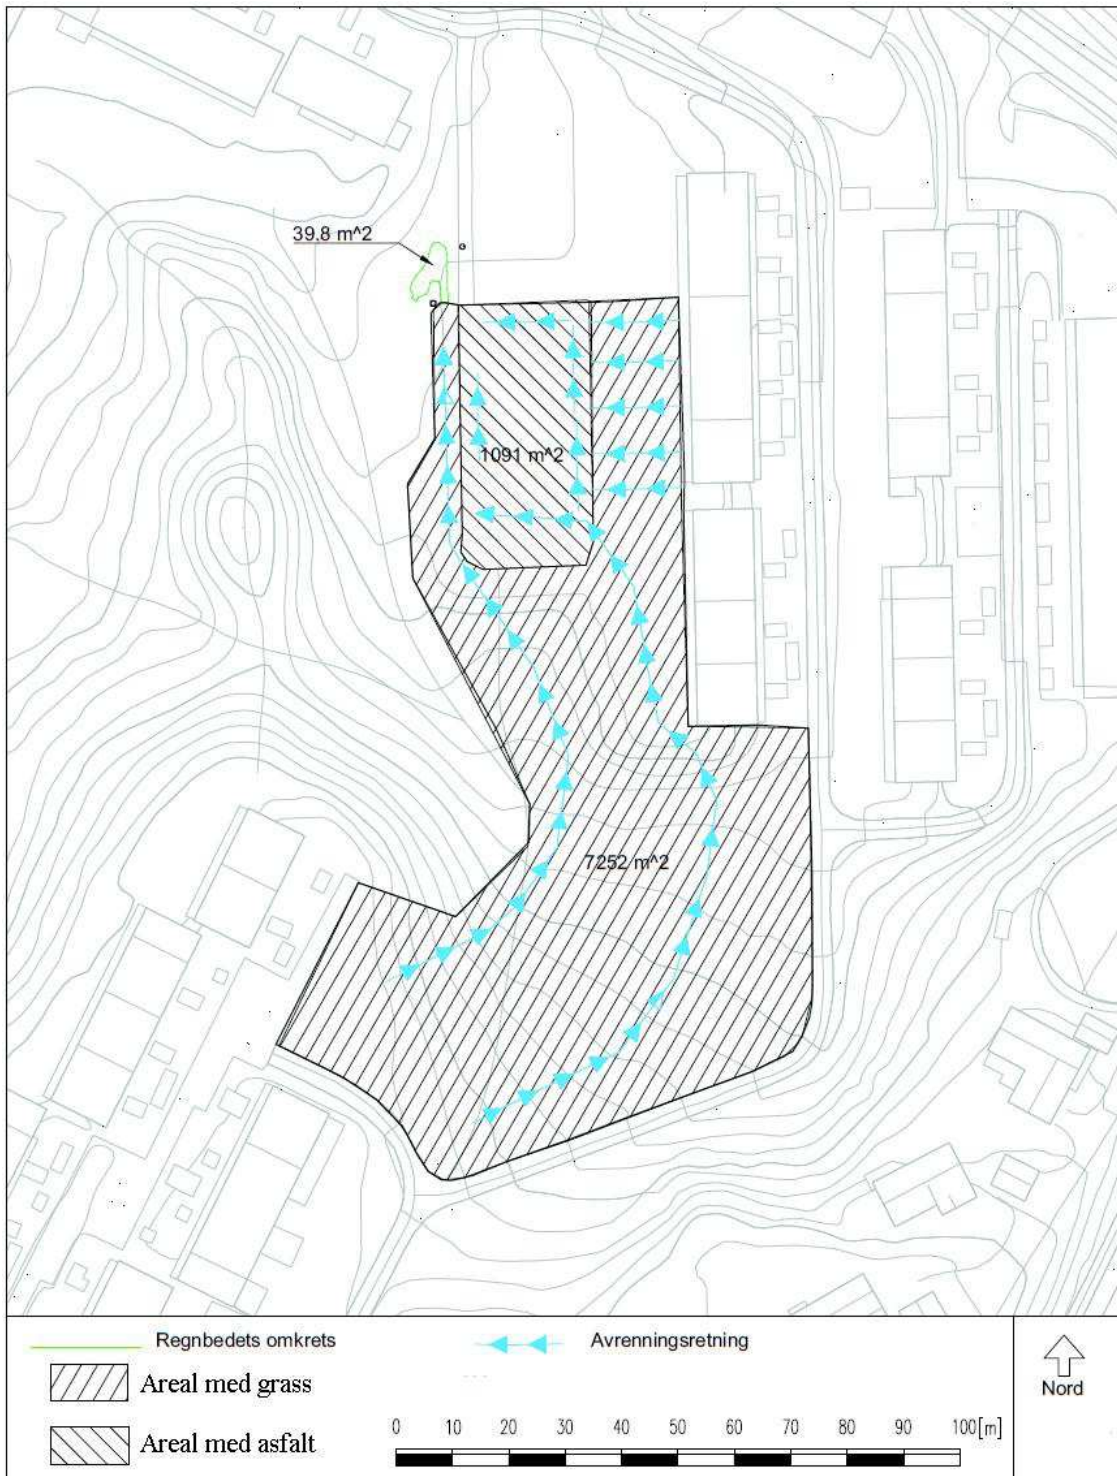 39.8 m^2
1091 m^2
7252 m^2
Regnbedets omkrets
Avrenningsretning
Areal med grass
Areal med asfalt
0 10 20 30 40 50 60 70 80 90 100[m]
Nord